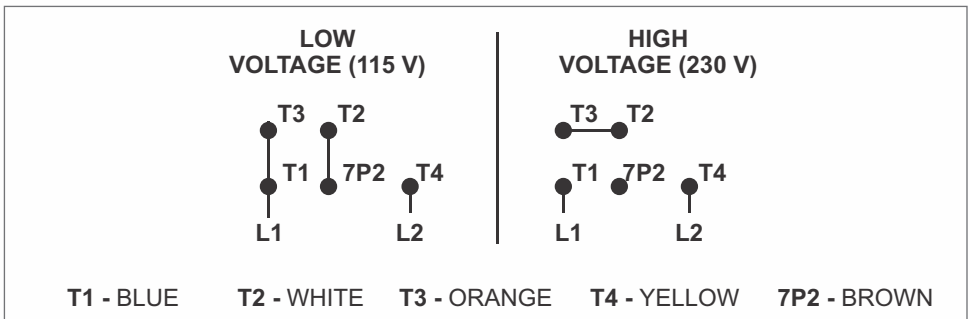 LOW
VOLTAGE (115 V)
T3 T2
T1 7P2 T4
L1 L2
HIGH
VOLTAGE (230 V)
T3 T2
T1 7P2 T4
L1 L2
T1 - BLUE T2 - WHITE T3 - ORANGE T4 - YELLOW 7P2 - BROWN